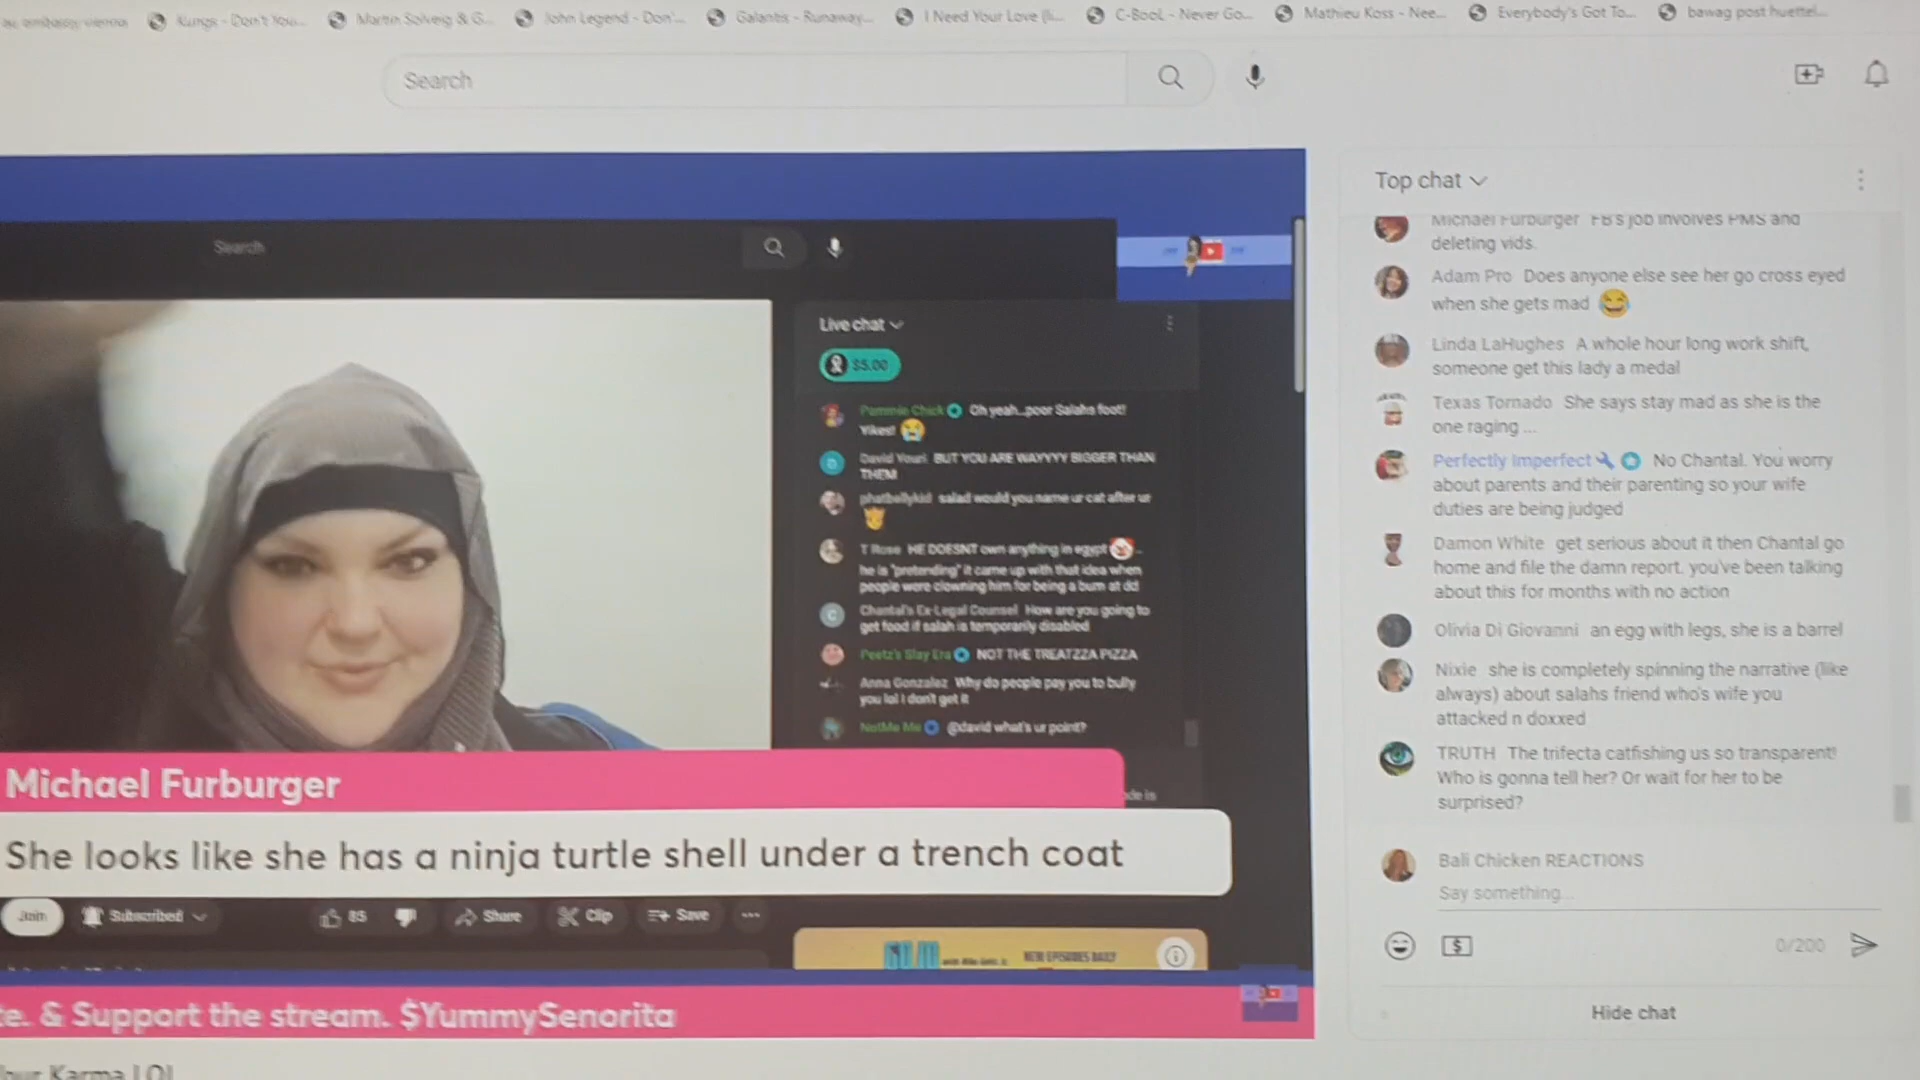 Kungs - Don't You...
Martin Solveig & G...
John Legend - Don'...
Galantis - Runaway...
I Need Your Love (li...
C-BooL - Never Go...
Mathieu Koss - Nee...
Everybody's Got To...
bawag post huettel...
Search
Search
Live chat
$5.00
Pammie Chick Oh yeah..poor Salahs foot!
Yikes!
David Youri BUT YOU ARE WAYYYY BIGGER THAN
THEM
phatbellykid salad would you name ur cat after ur
T Rose HE DOESNT own anything in egypt
he is "pretending" it came up with that idea when
people were clowning him for being a bum at dd
Chantal's Ex-Legal Counsel How are you going to
get food if salah is temporarily disabled
Peetz's Slay Era NOT THE TREATZZA PIZZA
Anna Gonzalez Why do people pay you to bully
you lol I don't get it
NotMe Me @david what's ur point?
Michael Furburger
She looks like she has a ninja turtle shell under a trench coat
Join
Subscribed
85
Share
Clip
Save
NEW EPISODES DAILY
& Support the stream. $YummySenorita
Karma LOL
Top chat
Michael Furburger FB's job involves PMS and
deleting vids.
Adam Pro Does anyone else see her go cross eyed
when she gets mad
Linda LaHughes A whole hour long work shift,
someone get this lady a medal
Texas Tornado She says stay mad as she is the
one raging ...
Perfectly Imperfect No Chantal. You worry
about parents and their parenting so your wife
duties are being judged
Damon White get serious about it then Chantal go
home and file the damn report, you've been talking
about this for months with no action
Olivia Di Giovanni an egg with legs, she is a barrel
Nixie she is completely spinning the narrative (like
always) about salahs friend who's wife you
attacked n doxxed
TRUTH The trifecta catfishing us so transparent!
Who is gonna tell her? Or wait for her to be
surprised?
Bali Chicken REACTIONS
Say something...
0/200
Hide chat